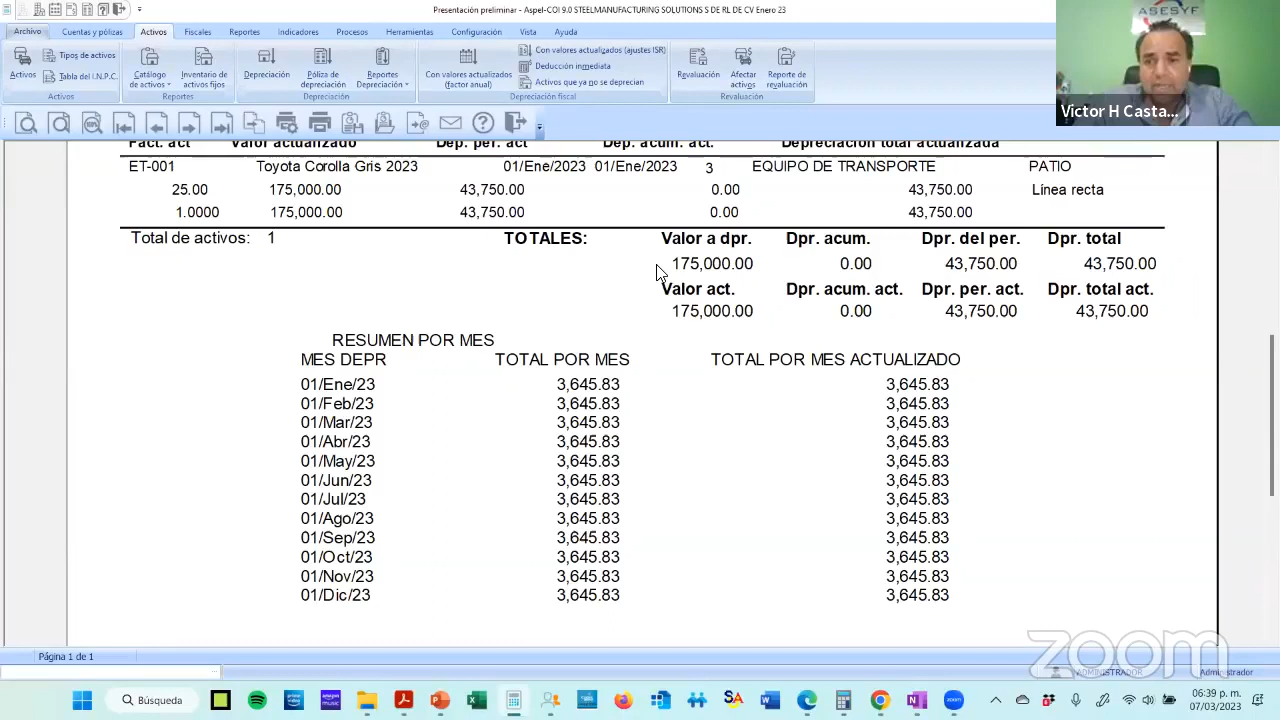 Presentación preliminar - Aspel-COI 9.0 STEELMANUFACTURING SOLUTIONS S DE RL DE CV Enero 23
ASESYF
Archivo Cuentas y pólizas Activos Fiscales Reportes Indicadores Procesos Herramientas Configuración Vista Ayuda
Activos
Tipos de activos
Tabla del I.N.P.C.
Activos
Catálogo de activos
Inventario de activos fijos
Reportes
Depreciación
Póliza de depreciación
Reportes Depreciación
Depreciación
Con valores actualizados (factor anual)
Con valores actualizados (ajustes ISR)
Deducción inmediata
Activos que ya no se deprecian
Depreciación fiscal
Revaluación
Afectar activos
Reporte de revaluación
Revaluación
Victor H Casta...
Fact. act Valor actualizado Dep. per. act Dep. acum. act. Depreciación total actualizada
ET-001 Toyota Corolla Gris 2023 01/Ene/2023 01/Ene/2023 3 EQUIPO DE TRANSPORTE PATIO
25.00 175,000.00 43,750.00 0.00 43,750.00 Línea recta
1.0000 175,000.00 43,750.00 0.00 43,750.00
Total de activos: 1 TOTALES: Valor a dpr. Dpr. acum. Dpr. del per. Dpr. total
175,000.00 0.00 43,750.00 43,750.00
Valor act. Dpr. acum. act. Dpr. per. act. Dpr. total act.
175,000.00 0.00 43,750.00 43,750.00
RESUMEN POR MES
MES DEPR TOTAL POR MES TOTAL POR MES ACTUALIZADO
01/Ene/23 3,645.83 3,645.83
01/Feb/23 3,645.83 3,645.83
01/Mar/23 3,645.83 3,645.83
01/Abr/23 3,645.83 3,645.83
01/May/23 3,645.83 3,645.83
01/Jun/23 3,645.83 3,645.83
01/Jul/23 3,645.83 3,645.83
01/Ago/23 3,645.83 3,645.83
01/Sep/23 3,645.83 3,645.83
01/Oct/23 3,645.83 3,645.83
01/Nov/23 3,645.83 3,645.83
01/Dic/23 3,645.83 3,645.83
zoom
Página 1 de 1
ADMINISTRADOR Administrador
Búsqueda
06:39 p. m.
07/03/2023